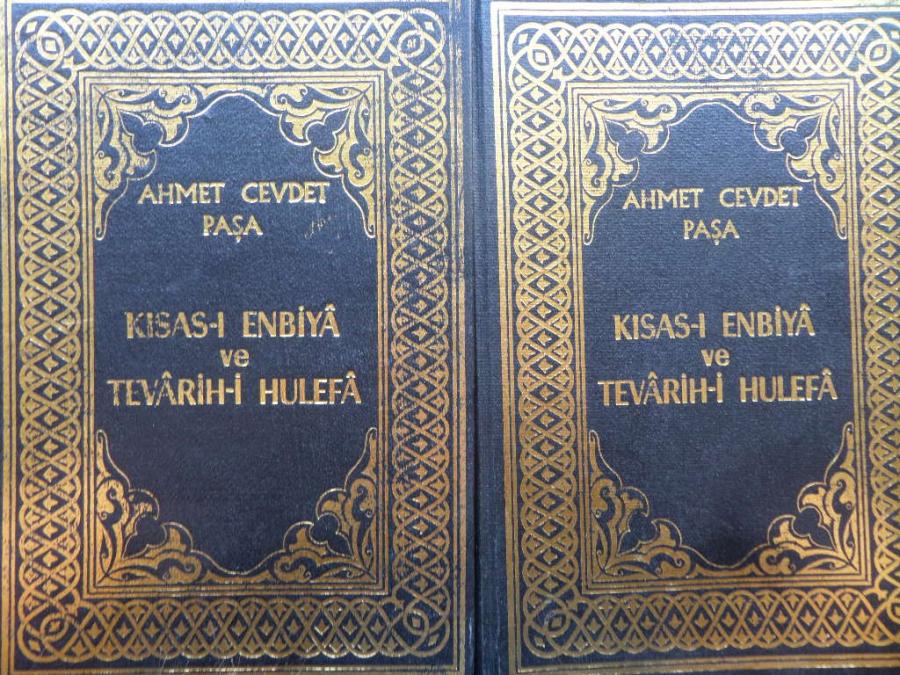 AHMET CEVDET
PAŞA
KISAS-I ENBİYÂ
ve
TEVÂRİH-İ HULEFÂ
AHMET CEVDET
PAŞA
KISAS-I ENBİYÂ
ve
TEVÂRİH-İ HULEFÂ